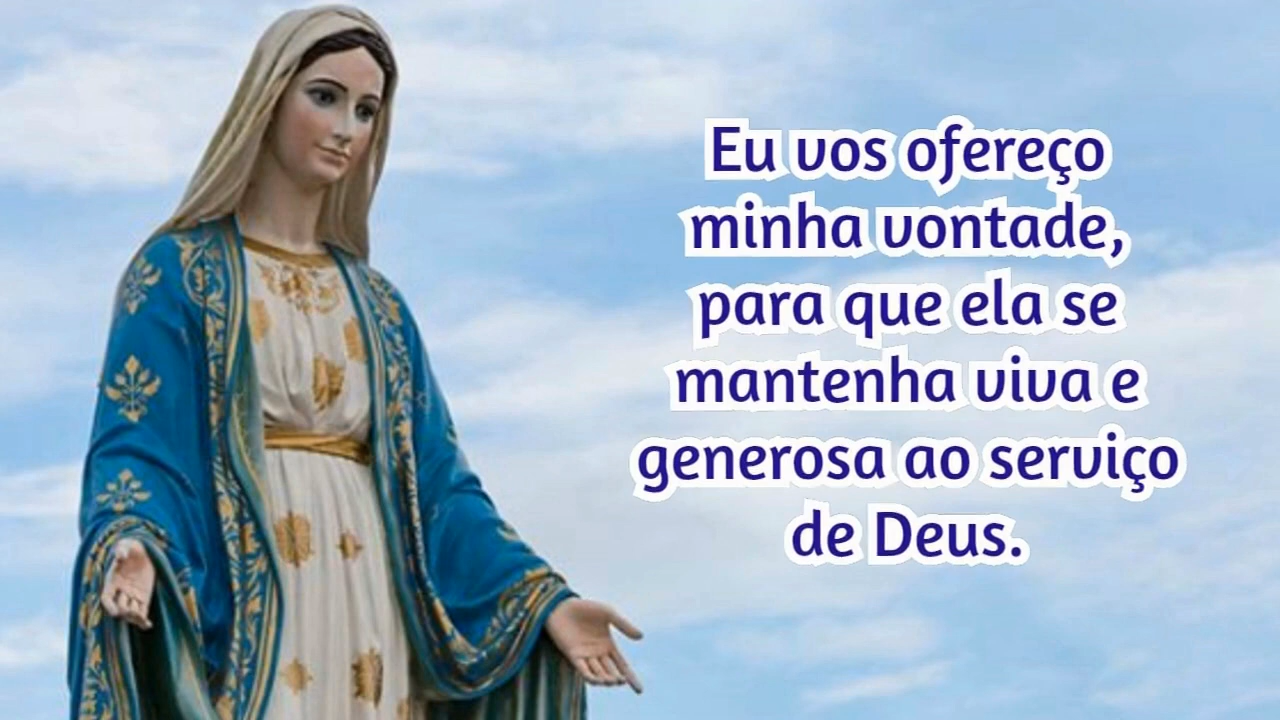 Eu vos ofereço
minha vontade,
para que ela se
mantenha viva e
generosa ao serviço
de Deus.